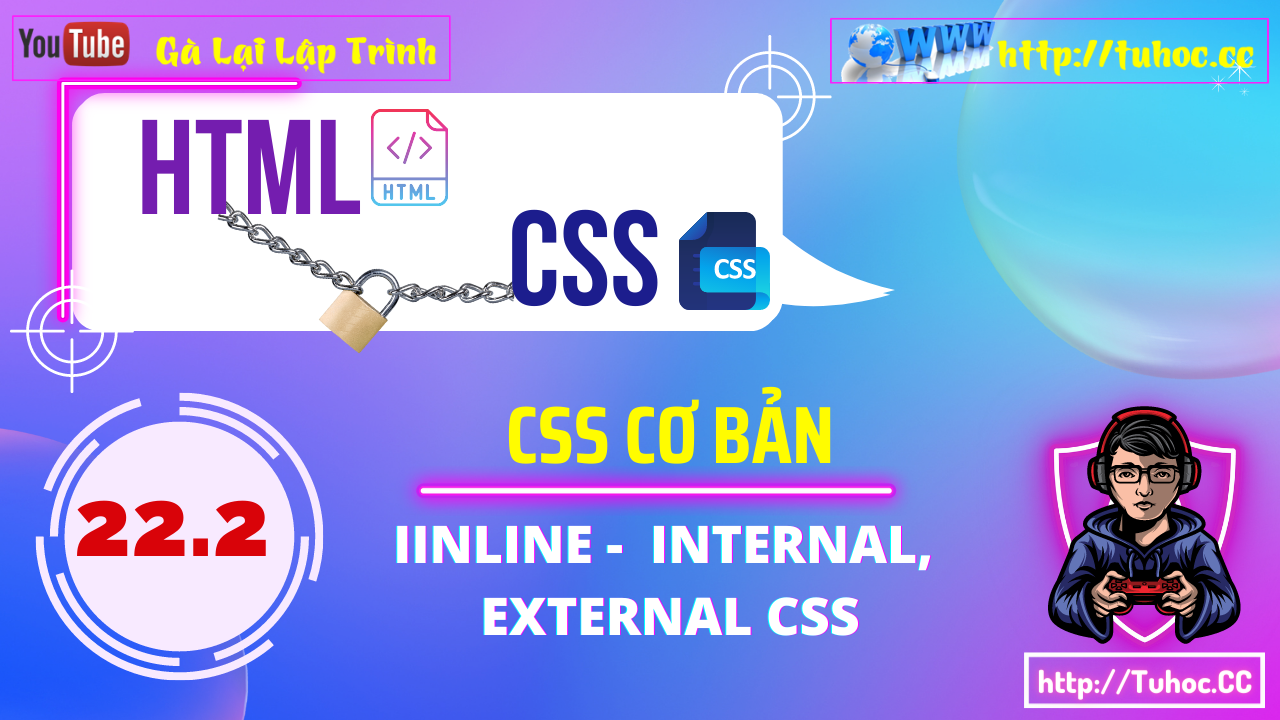 YouTube Gà Lại Lập Trình
WWW http://tuhoc.cc
HTML
</>
HTML
CSS
CSS
CSS CƠ BẢN
22.2
IINLINE - INTERNAL,
EXTERNAL CSS
http://Tuhoc.CC